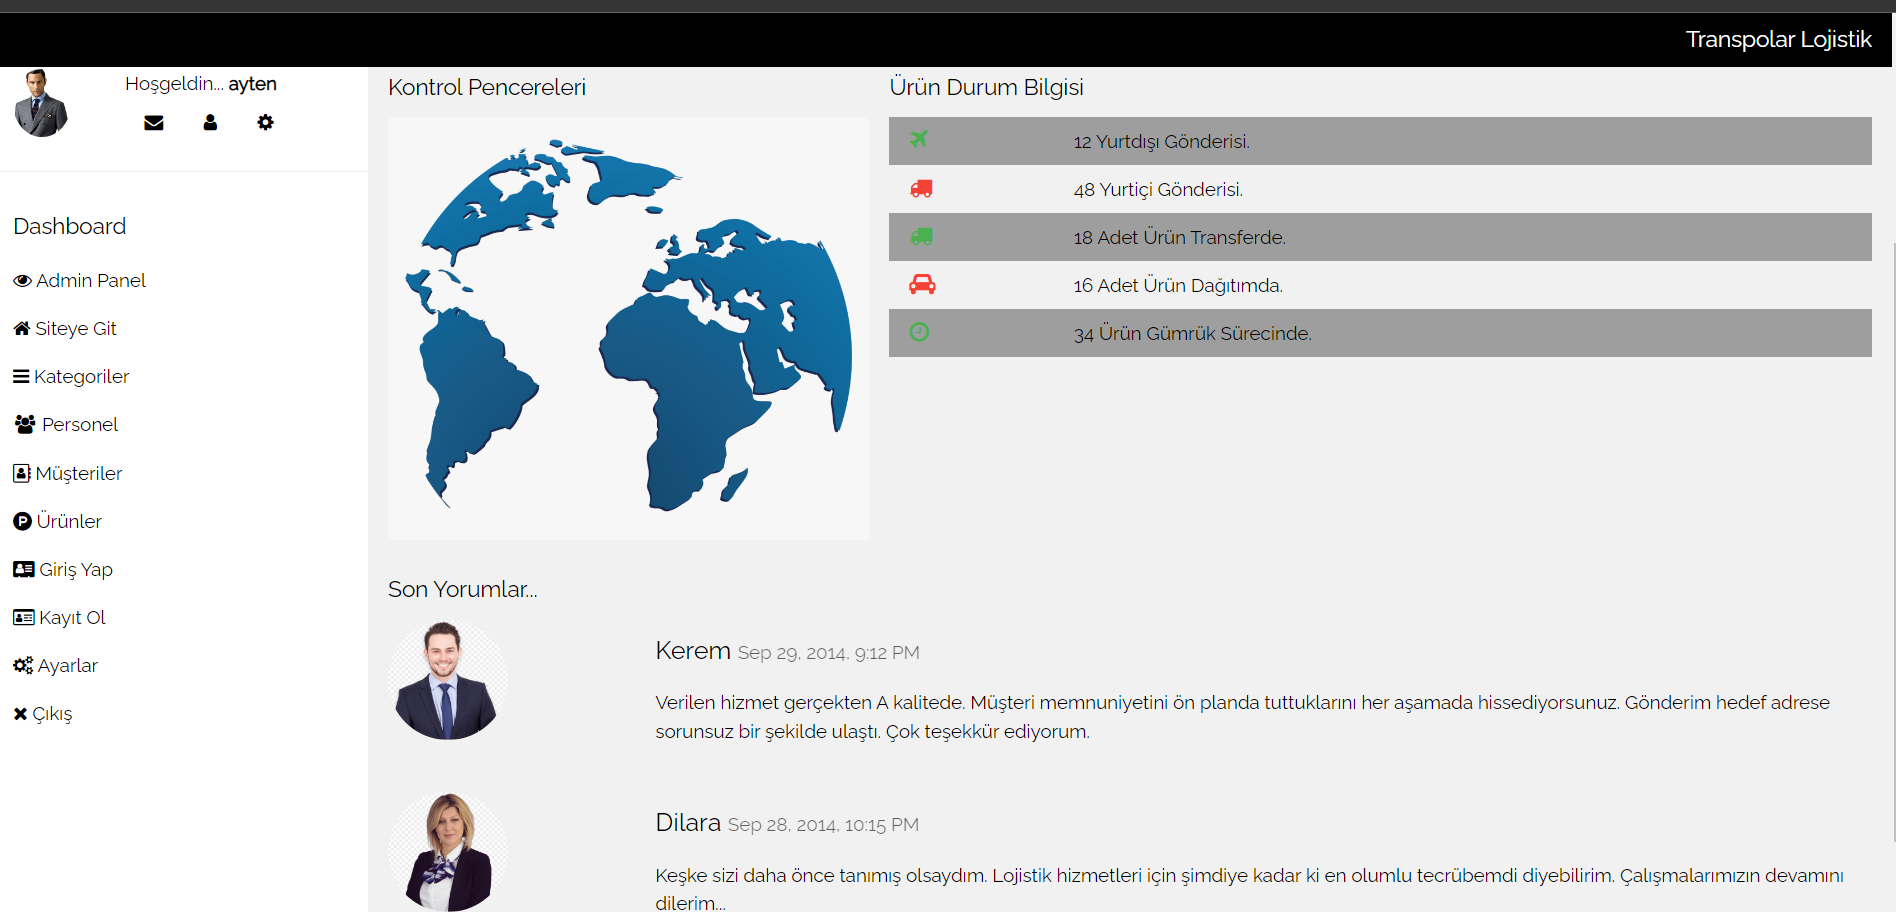 Transpolar Lojistik
Hoşgeldin... ayten
Dashboard
Admin Panel
Siteye Git
Kategoriler
Personel
Müşteriler
Ürünler
Giriş Yap
Kayıt Ol
Ayarlar
Çıkış
Kontrol Pencereleri
Ürün Durum Bilgisi
12 Yurtdışı Gönderisi.
48 Yurtiçi Gönderisi.
18 Adet Ürün Transferde.
16 Adet Ürün Dağıtımda.
34 Ürün Gümrük Sürecinde.
Son Yorumlar...
Kerem Sep 29, 2014, 9:12 PM
Verilen hizmet gerçekten A kalitede. Müşteri memnuniyetini ön planda tuttuklarını her aşamada hissediyorsunuz. Gönderim hedef adrese
sorunsuz bir şekilde ulaştı. Çok teşekkür ediyorum.
Dilara Sep 28, 2014, 10:15 PM
Keşke sizi daha önce tanımış olsaydım. Lojistik hizmetleri için şimdiye kadar ki en olumlu tecrübemdi diyebilirim. Çalışmalarımızın devamını
dilerim...